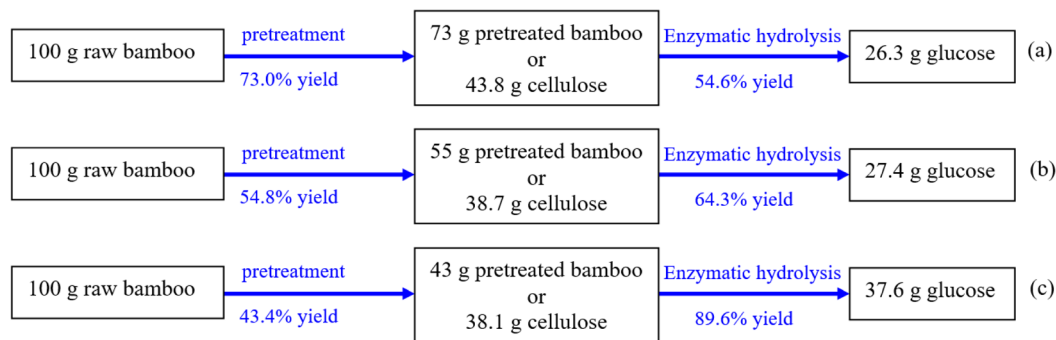 100 g raw bamboo
pretreatment
73.0% yield
73 g pretreated bamboo
or
43.8 g cellulose
Enzymatic hydrolysis
54.6% yield
26.3 g glucose
(a)
100 g raw bamboo
pretreatment
54.8% yield
55 g pretreated bamboo
or
38.7 g cellulose
Enzymatic hydrolysis
64.3% yield
27.4 g glucose
(b)
100 g raw bamboo
pretreatment
43.4% yield
43 g pretreated bamboo
or
38.1 g cellulose
Enzymatic hydrolysis
89.6% yield
37.6 g glucose
(c)